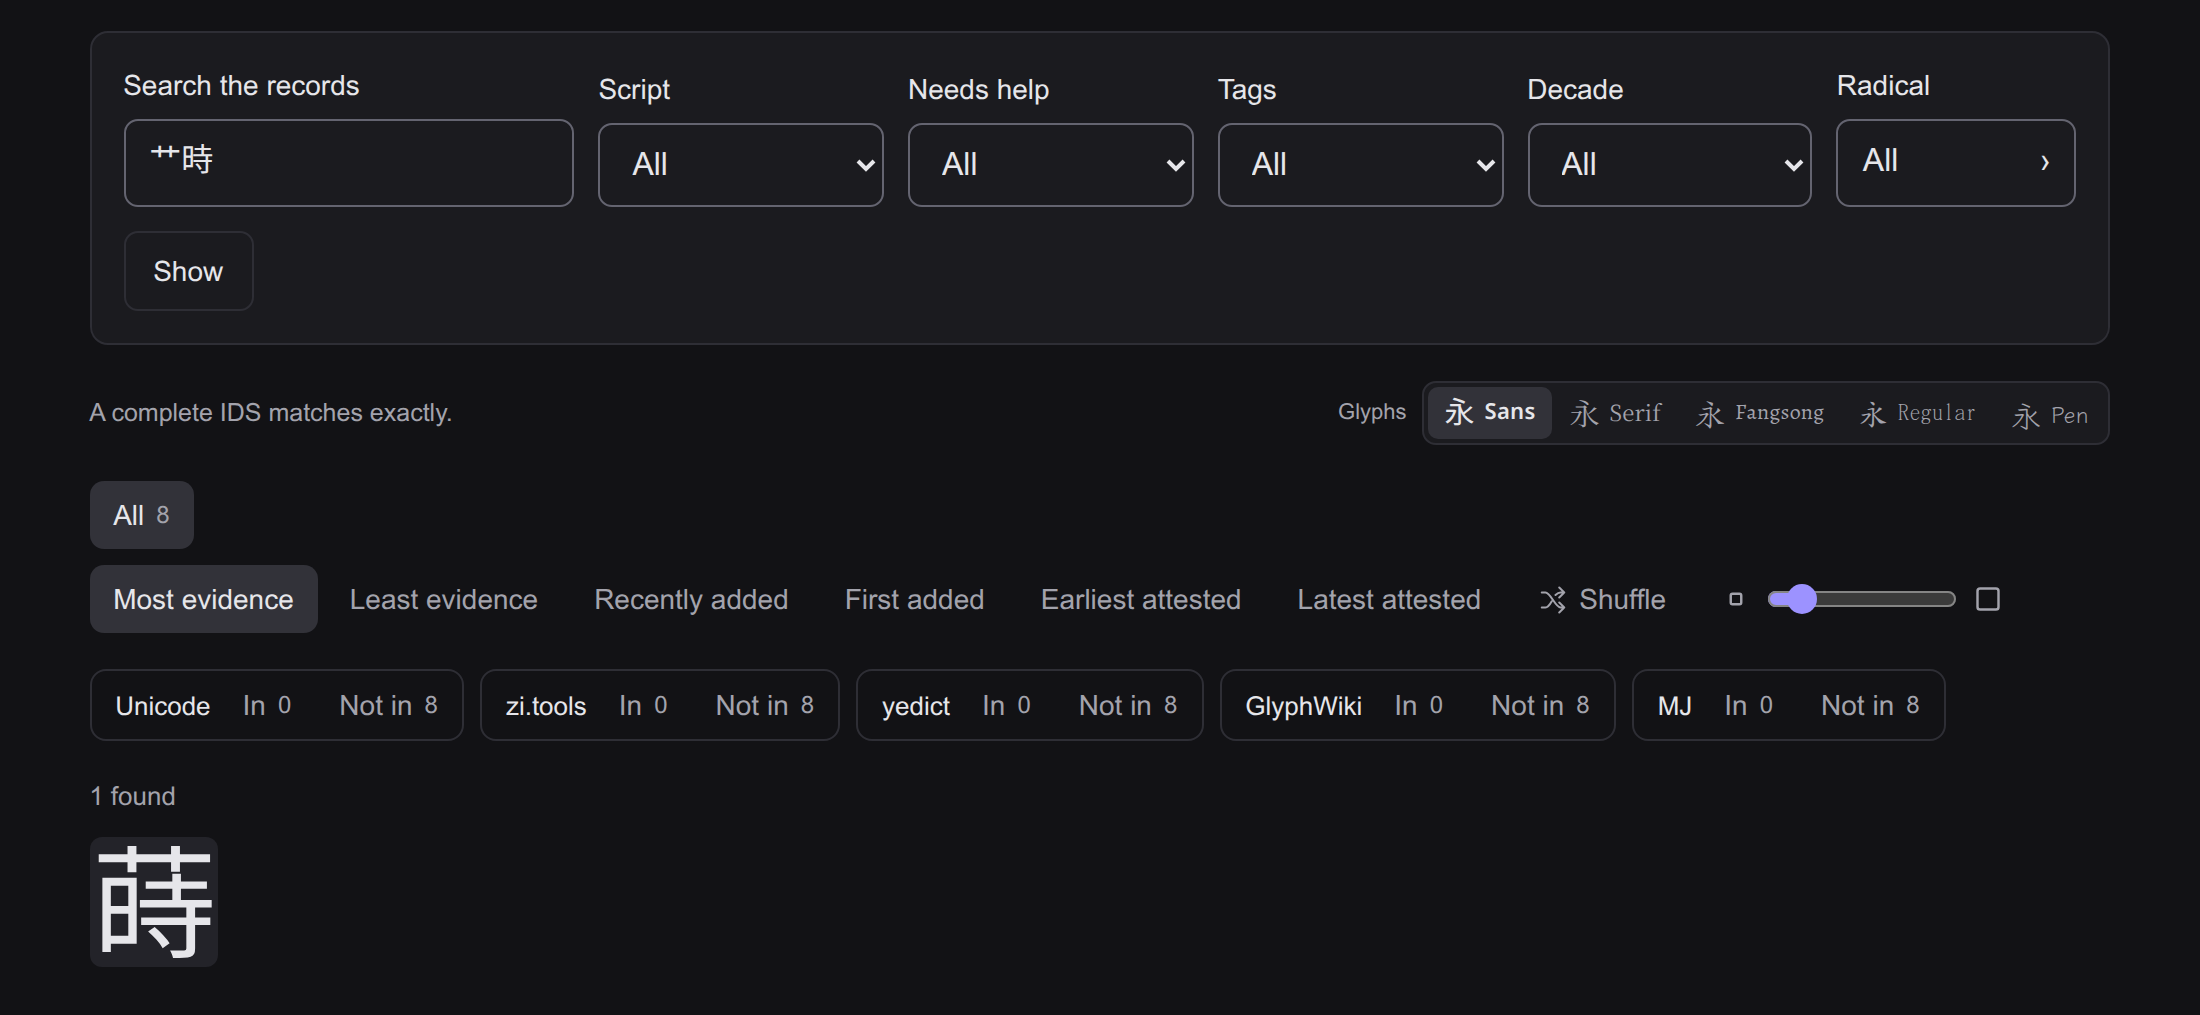 Search the records
Script
Needs help
Tags
Decade
Radical
艹時
All
All
All
All
All ›
Show
A complete IDS matches exactly.
Glyphs
永 Sans
永 Serif
永 Fangsong
永 Regular
永 Pen
All 8
Most evidence
Least evidence
Recently added
First added
Earliest attested
Latest attested
Shuffle
Unicode In 0 Not in 8
zi.tools In 0 Not in 8
yedict In 0 Not in 8
GlyphWiki In 0 Not in 8
MJ In 0 Not in 8
1 found
蒔